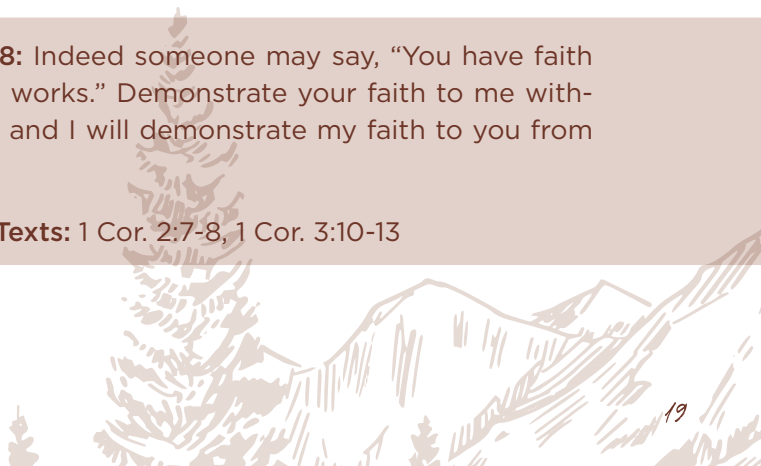 8: Indeed someone may say, “You have faith
works.” Demonstrate your faith to me with-
and I will demonstrate my faith to you from
Texts: 1 Cor. 2:7-8, 1 Cor. 3:10-13
19